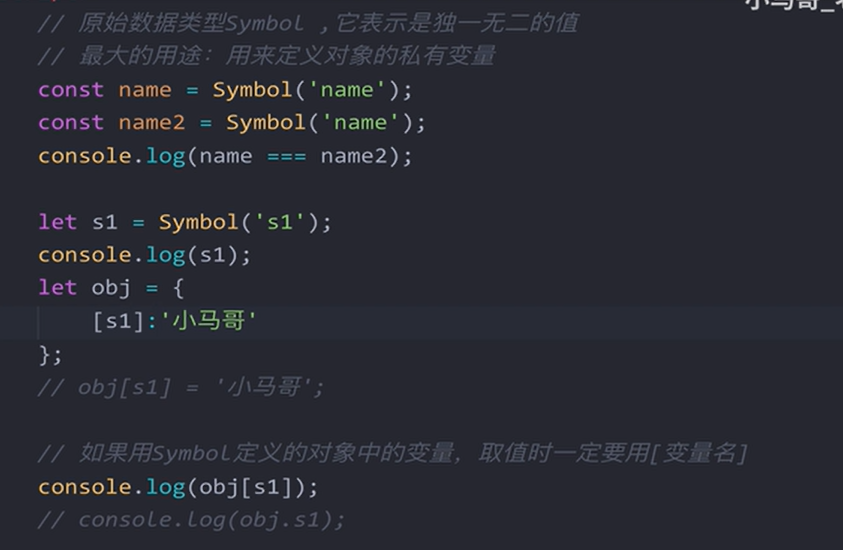 小马哥_
// 原始数据类型Symbol ,它表示是独一无二的值
// 最大的用途: 用来定义对象的私有变量
const name = Symbol('name');
const name2 = Symbol('name');
console.log(name === name2);
let s1 = Symbol('s1');
console.log(s1);
let obj = {
[s1]:'小马哥'
};
// obj[s1] = '小马哥';
// 如果用Symbol定义的对象中的变量, 取值时一定要用[变量名]
console.log(obj[s1]);
// console.log(obj.s1);